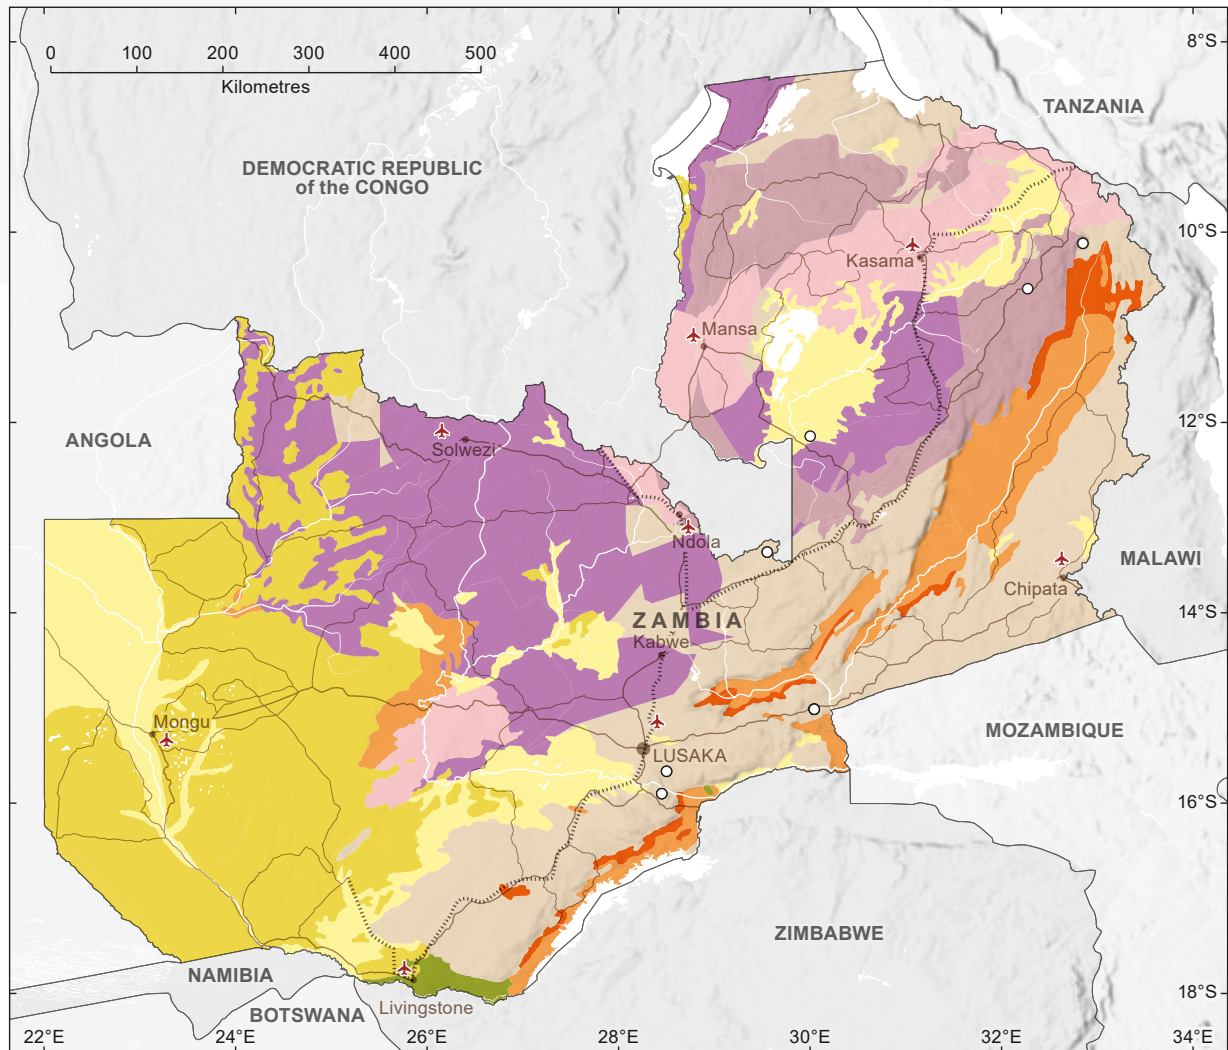 0 100 200 300 400 500
Kilometres
8°S
TANZANIA
DEMOCRATIC REPUBLIC
of the CONGO
10°S
Kasama
Mansa
12°S
ANGOLA
Solwezi
Ndola
MALAWI
Chipata
14°S
ZAMBIA
Kabwe
Mongu
MOZAMBIQUE
LUSAKA
16°S
ZIMBABWE
NAMIBIA
18°S
Livingstone
BOTSWANA
22°E 24°E 26°E 28°E 30°E 32°E 34°E